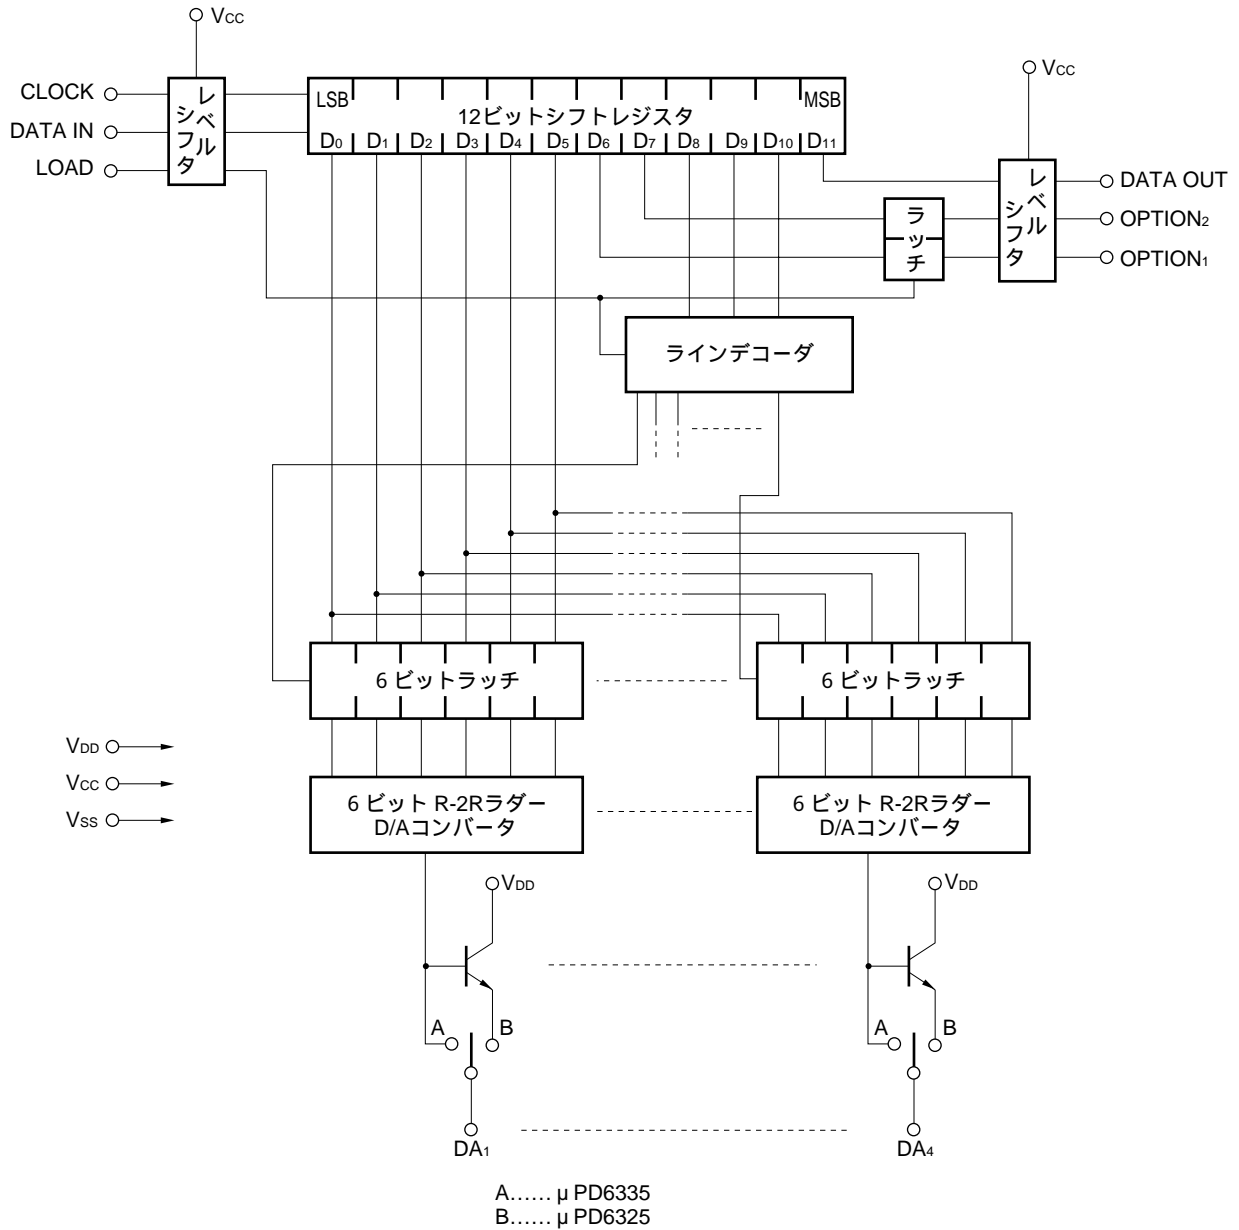 VCC
CLOCK
DATA IN
LOAD
レベル
シフタ
LSB
MSB
12ビットシフトレジスタ
D0 D1 D2 D3 D4 D5 D6 D7 D8 D9 D10 D11
VCC
レベル
シフタ
DATA OUT
OPTION2
OPTION1
ラッチ
ラインデコーダ
6 ビットラッチ
6 ビットラッチ
VDD
VCC
VSS
6 ビット R-2Rラダー
D/Aコンバータ
6 ビット R-2Rラダー
D/Aコンバータ
VDD
VDD
A
B
A
B
DA1
DA4
A...... μ PD6335
B...... μ PD6325